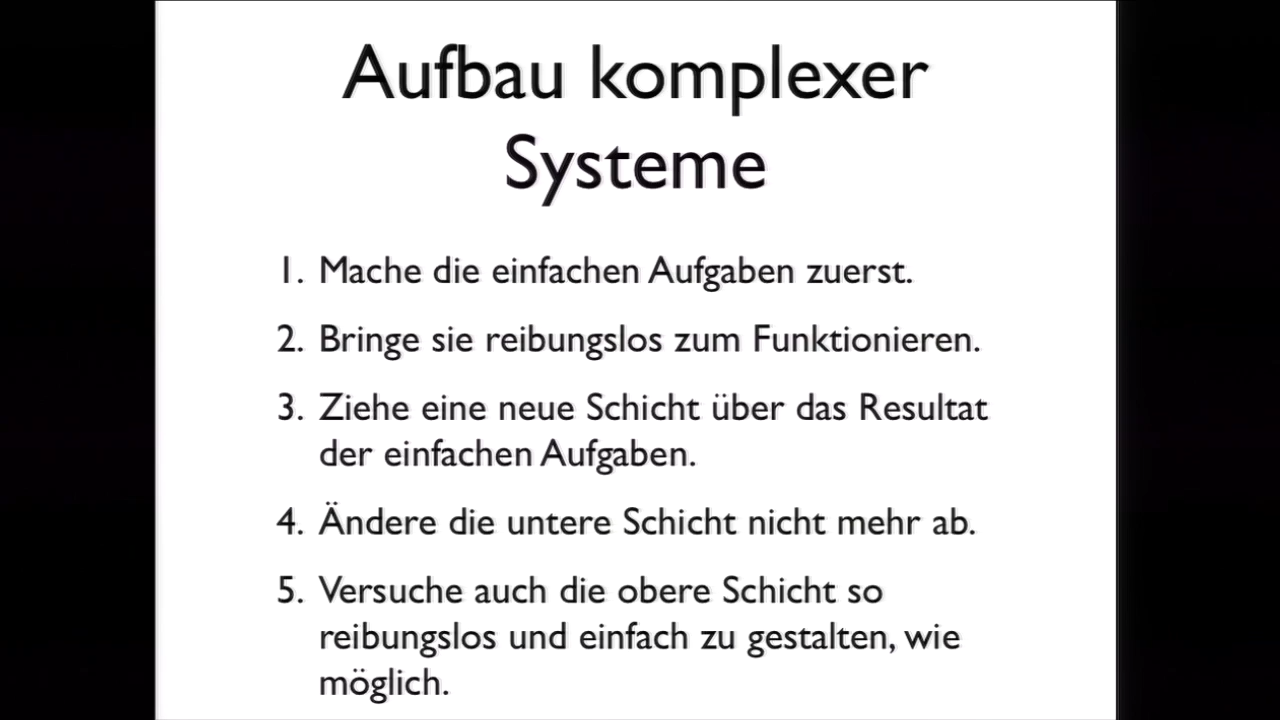 Aufbau komplexer
Systeme
1. Mache die einfachen Aufgaben zuerst.
2. Bringe sie reibungslos zum Funktionieren.
3. Ziehe eine neue Schicht über das Resultat
der einfachen Aufgaben.
4. Ändere die untere Schicht nicht mehr ab.
5. Versuche auch die obere Schicht so
reibungslos und einfach zu gestalten, wie
möglich.